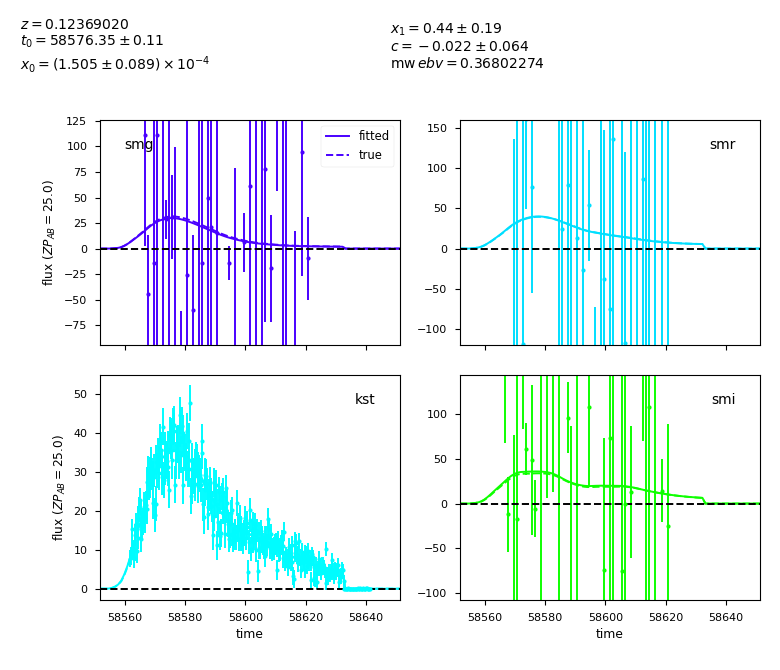 z = 0.12369020
t₀ = 58576.35 ± 0.11
x₀ = (1.505 ± 0.089) × 10⁻⁴
x₁ = 0.44 ± 0.19
c = −0.022 ± 0.064
mw ebv = 0.36802274
125
100
75
50
25
0
−25
−50
−75
flux (ZP_AB = 25.0)
smg
fitted
true
150
100
50
0
−50
−100
smr
50
40
30
20
10
0
flux (ZP_AB = 25.0)
kst
58560 58580 58600 58620 58640
time
100
50
0
−50
−100
smi
58560 58580 58600 58620 58640
time